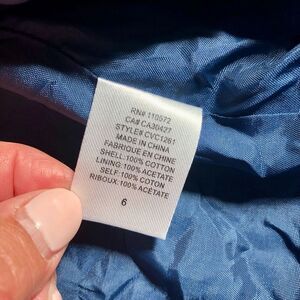 RN# 110572
CA# CA30427
STYLE# CVC1261
MADE IN CHINA
FABRIQUE EN CHINE
SHELL:100% COTTON
LINING:100% ACETATE
SELF:100% COTON
RIBOUX:100% ACÉTATE
6